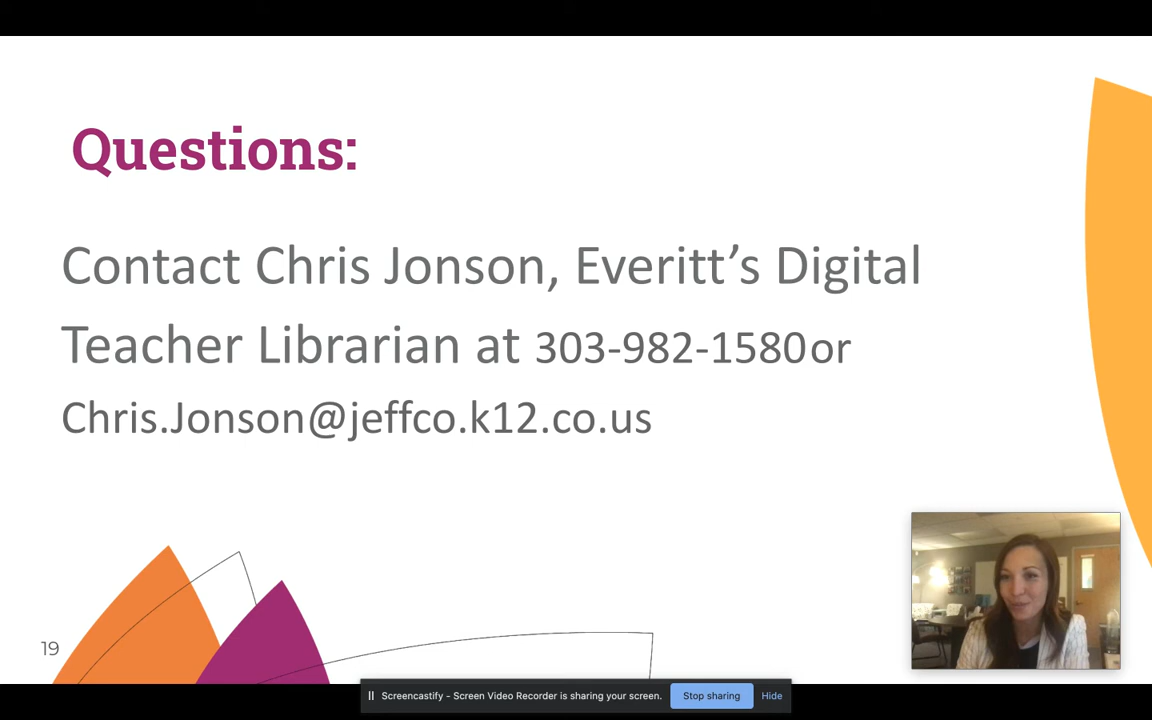 Questions:
Contact Chris Jonson, Everitt’s Digital
Teacher Librarian at 303-982-1580or
Chris.Jonson@jeffco.k12.co.us
19
Screencastify - Screen Video Recorder is sharing your screen. Stop sharing Hide